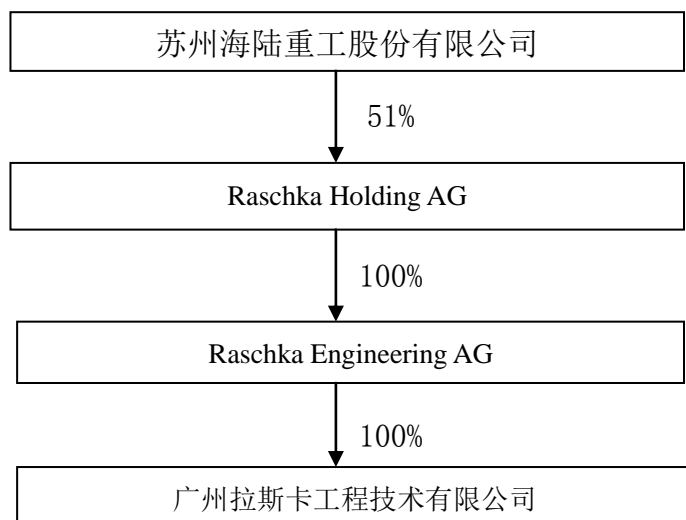 苏州海陆重工股份有限公司
51%
Raschka Holding AG
100%
Raschka Engineering AG
100%
广州拉斯卡工程技术有限公司